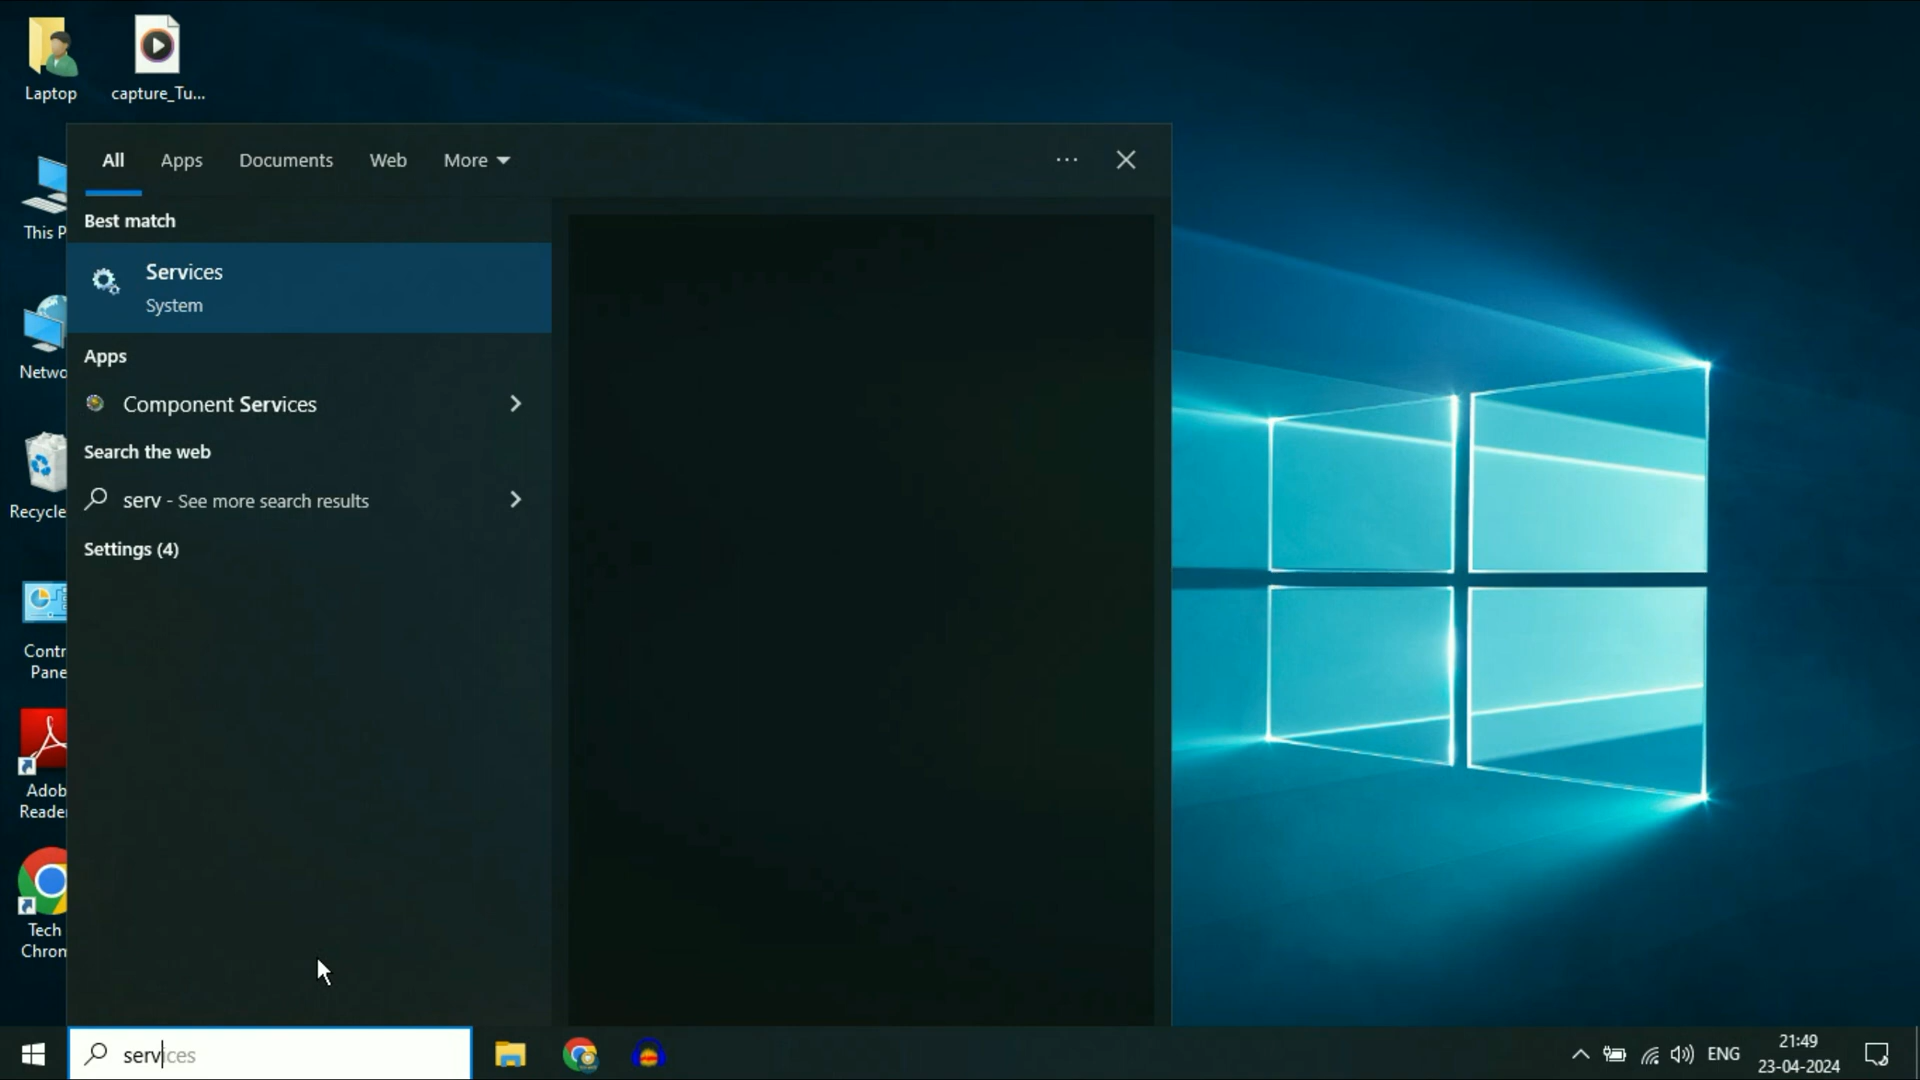 Laptop
capture_Tu...
All Apps Documents Web More
Best match
Services
System
Apps
Component Services
Search the web
serv - See more search results
Settings (4)
This P
Netwo
Recycle
Contr
Pane
Adob
Reade
Tech
Chrom
services
ENG
21:49
23-04-2024